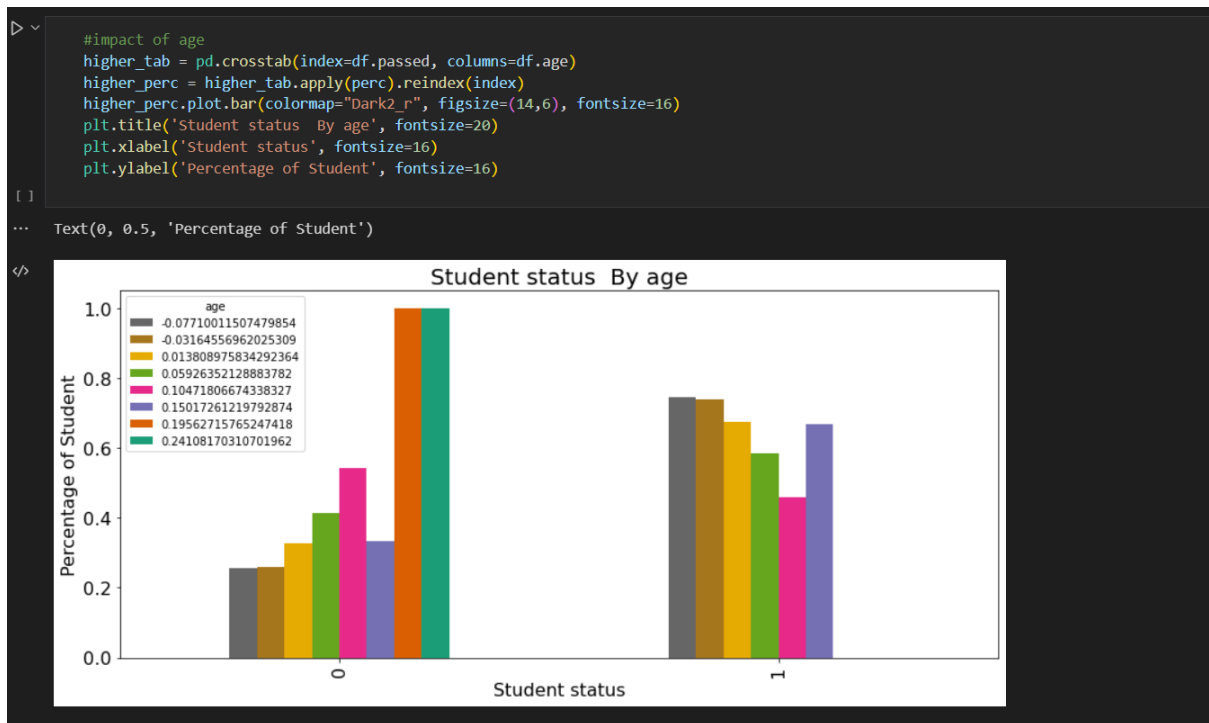 #impact of age
higher_tab = pd.crosstab(index=df.passed, columns=df.age)
higher_perc = higher_tab.apply(perc).reindex(index)
higher_perc.plot.bar(colormap="Dark2_r", figsize=(14,6), fontsize=16)
plt.title('Student status  By age', fontsize=20)
plt.xlabel('Student status', fontsize=16)
plt.ylabel('Percentage of Student', fontsize=16)
[ ]
... Text(0, 0.5, 'Percentage of Student')
</>
Student status  By age
age
-0.07710011507479854
-0.03164556962025309
0.013808975834292364
0.05926352128883782
0.10471806674338327
0.15017261219792874
0.19562715765247418
0.24108170310701962
Percentage of Student
1.0
0.8
0.6
0.4
0.2
0.0
0
1
Student status